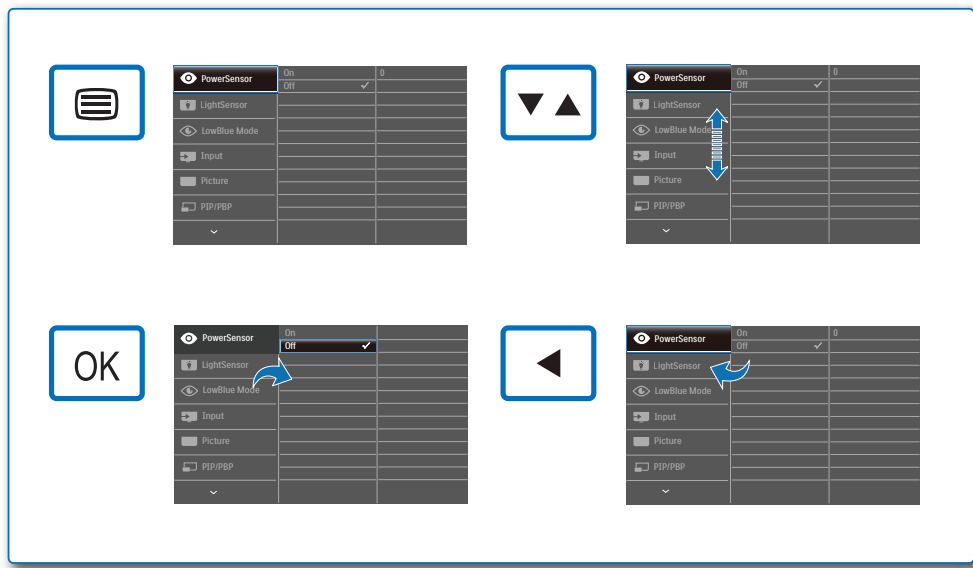 PowerSensor On 0
Off
LightSensor
LowBlue Mode
Input
Picture
PIP/PBP
PowerSensor On 0
Off
LightSensor
LowBlue Mode
Input
Picture
PIP/PBP
OK
PowerSensor On
Off
LightSensor
LowBlue Mode
Input
Picture
PIP/PBP
PowerSensor On 0
Off
LightSensor
LowBlue Mode
Input
Picture
PIP/PBP